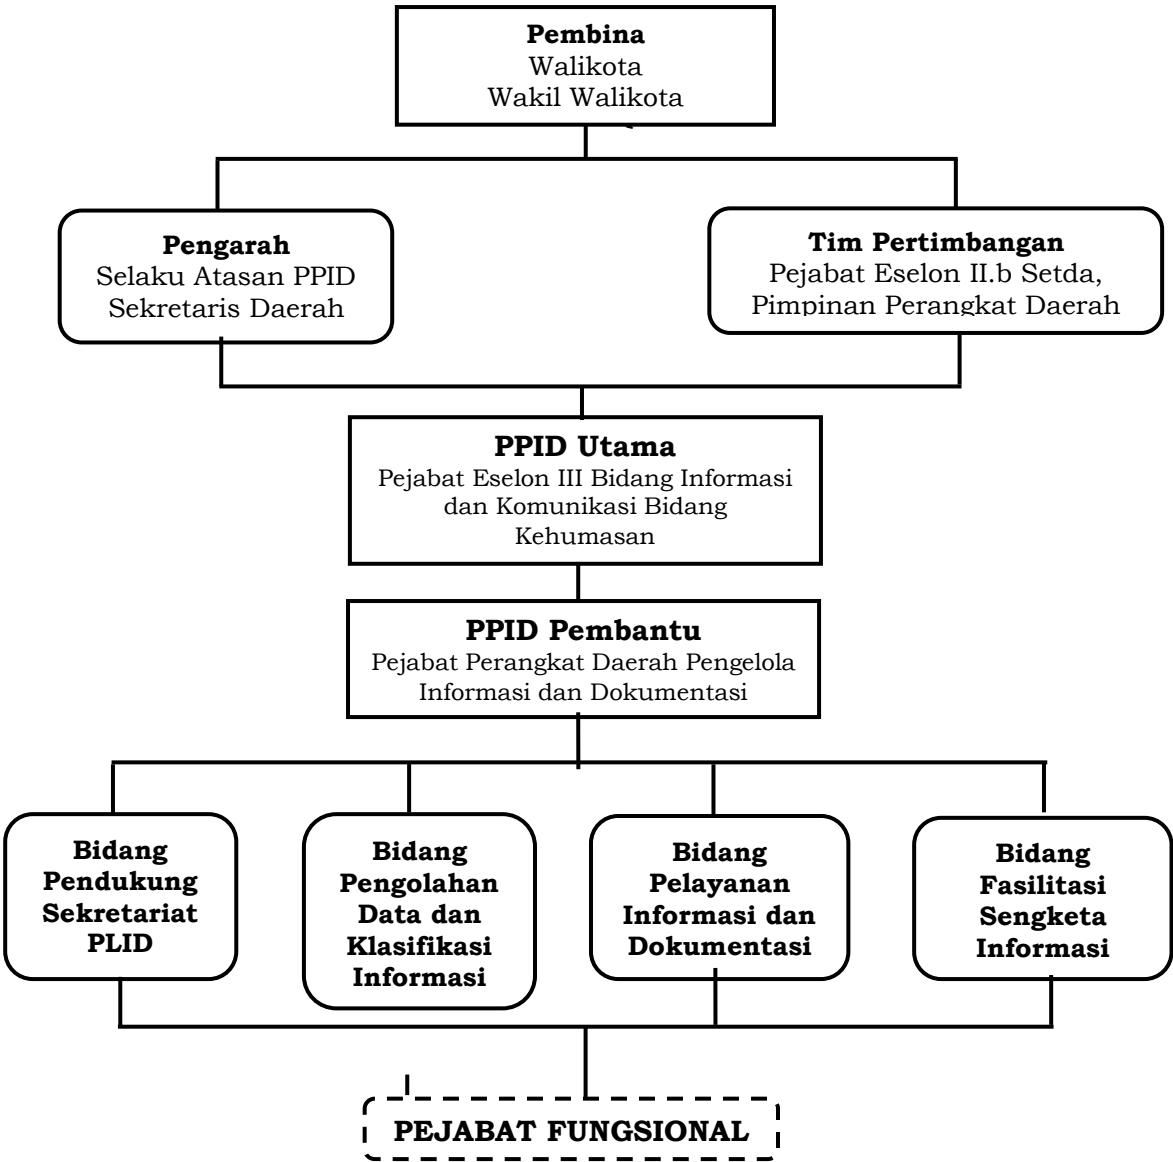 Pembina
Walikota
Wakil Walikota
Pengarah
Selaku Atasan PPID
Sekretaris Daerah
Tim Pertimbangan
Pejabat Eselon II.b Setda,
Pimpinan Perangkat Daerah
PPID Utama
Pejabat Eselon III Bidang Informasi
dan Komunikasi Bidang
Kehumasan
PPID Pembantu
Pejabat Perangkat Daerah Pengelola
Informasi dan Dokumentasi
Bidang
Pendukung
Sekretariat
PLID
Bidang
Pengolahan
Data dan
Klasifikasi
Informasi
Bidang
Pelayanan
Informasi dan
Dokumentasi
Bidang
Fasilitasi
Sengketa
Informasi
PEJABAT FUNGSIONAL